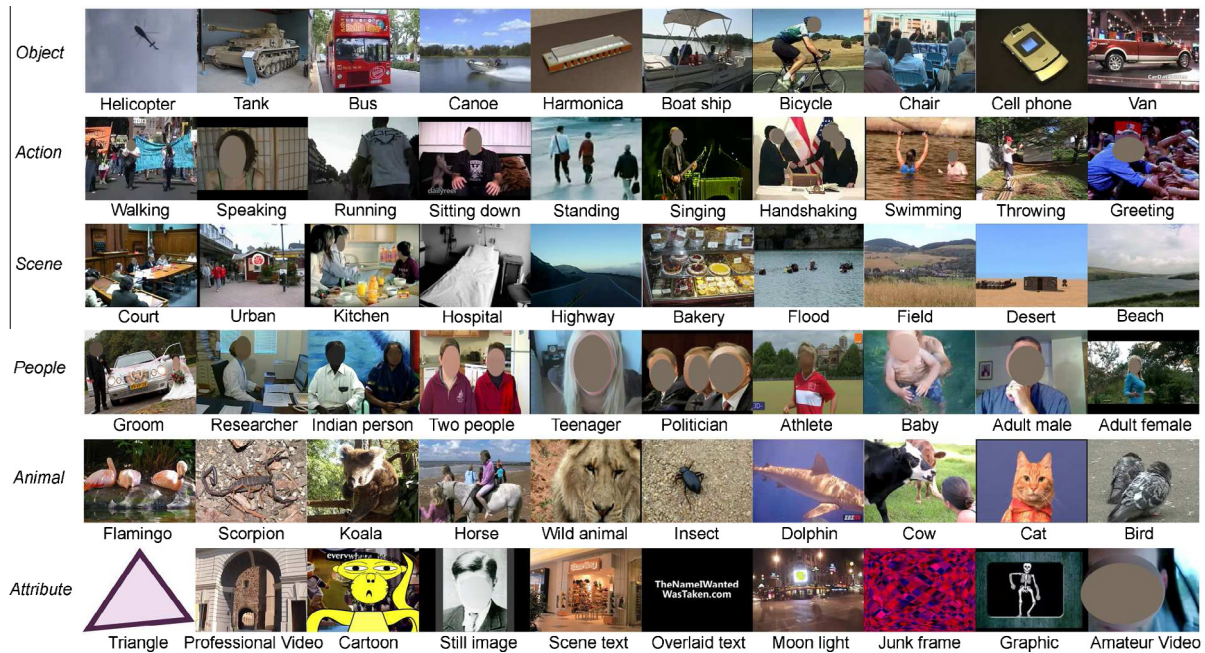 Object
CarDataVideo
Helicopter Tank Bus Canoe Harmonica Boat ship Bicycle Chair Cell phone Van
Action
dailyreel
Walking Speaking Running Sitting down Standing Singing Handshaking Swimming Throwing Greeting
Scene
Court Urban Kitchen Hospital Highway Bakery Flood Field Desert Beach
People
Groom Researcher Indian person Two people Teenager Politician Athlete Baby Adult male Adult female
Animal
Flamingo Scorpion Koala Horse Wild animal Insect Dolphin Cow Cat Bird
Attribute
everywhere
TheNameIWanted
WasTaken.com
Triangle Professional Video Cartoon Still image Scene text Overlaid text Moon light Junk frame Graphic Amateur Video